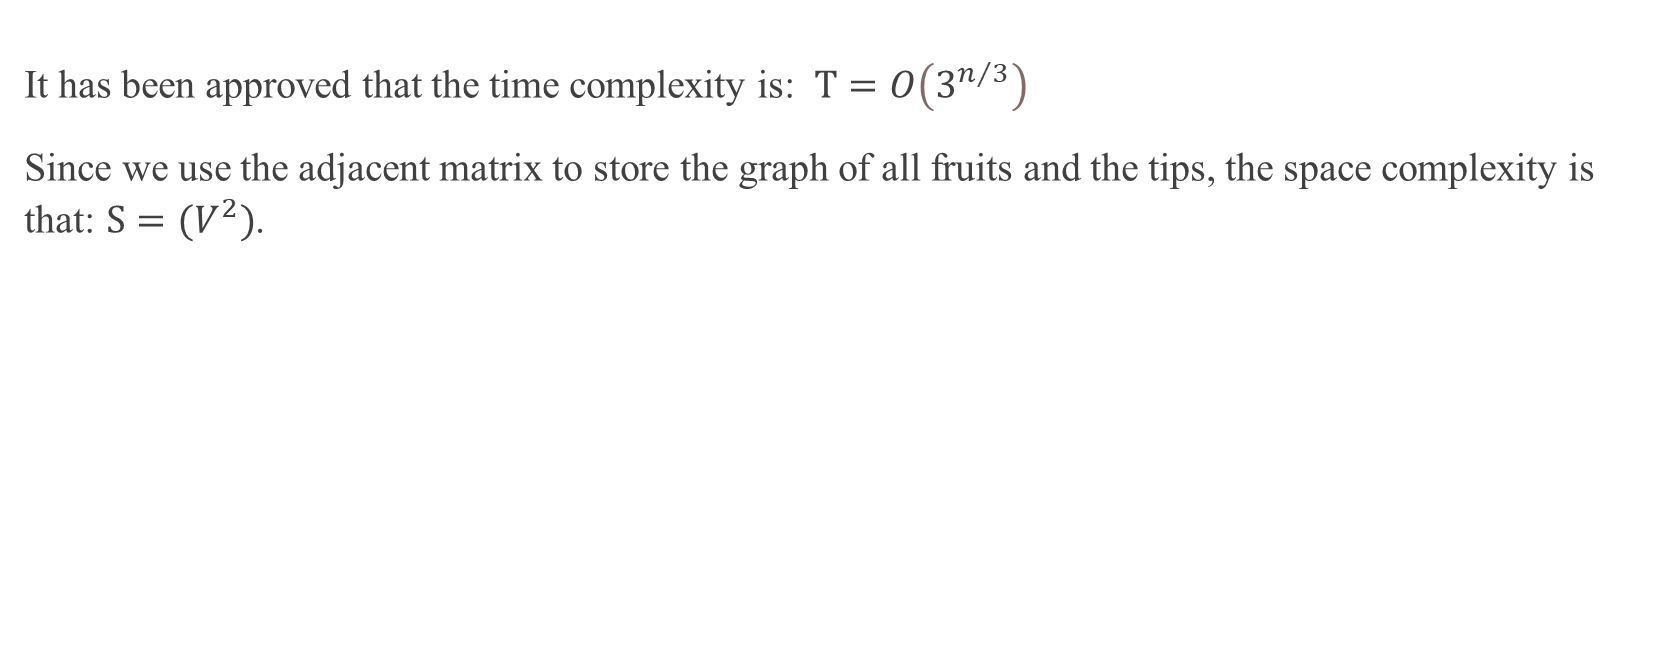 It has been approved that the time complexity is: T = O(3^{n/3})
Since we use the adjacent matrix to store the graph of all fruits and the tips, the space complexity is
that: S = (V²).